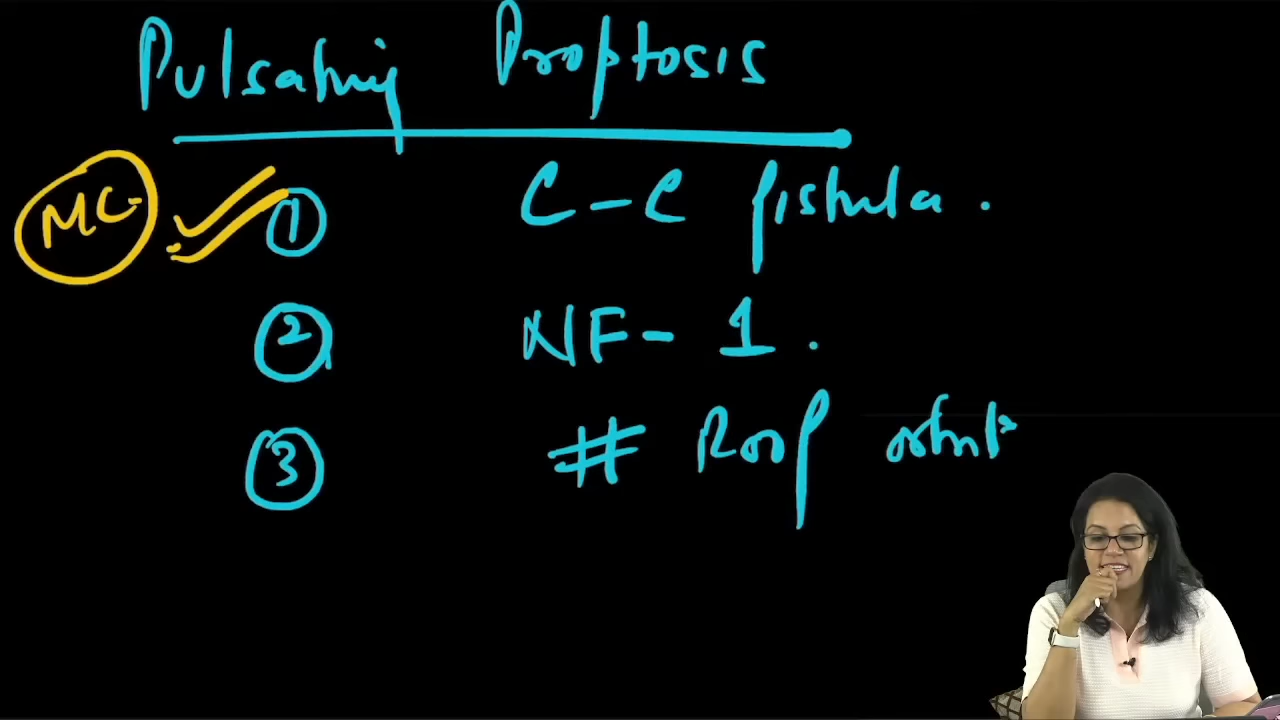 Pulsating Proptosis
MC ① C-C fistula.
② NF-1.
③ # Roof orbit